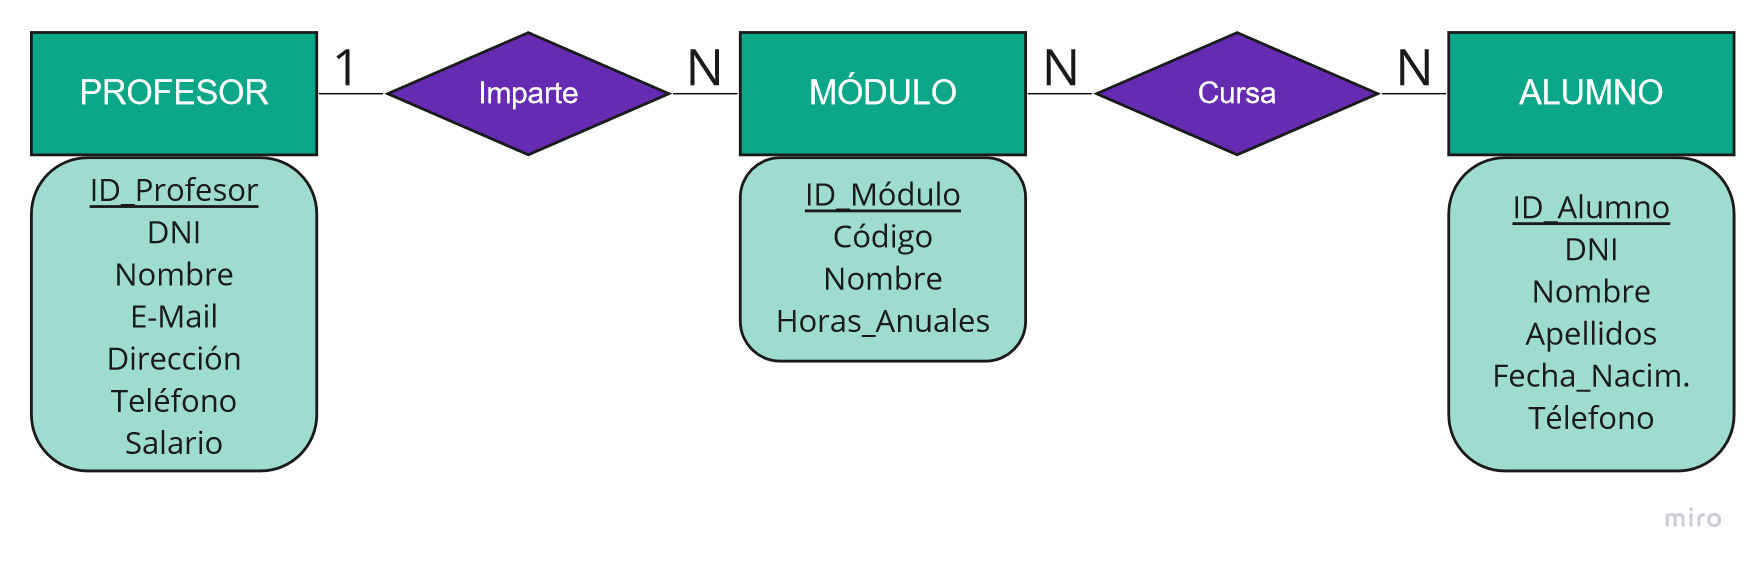 PROFESOR
1
Imparte
N
MÓDULO
N
Cursa
N
ALUMNO
ID_Profesor
DNI
Nombre
E-Mail
Dirección
Teléfono
Salario
ID_Módulo
Código
Nombre
Horas_Anuales
ID_Alumno
DNI
Nombre
Apellidos
Fecha_Nacim.
Télefono
miro